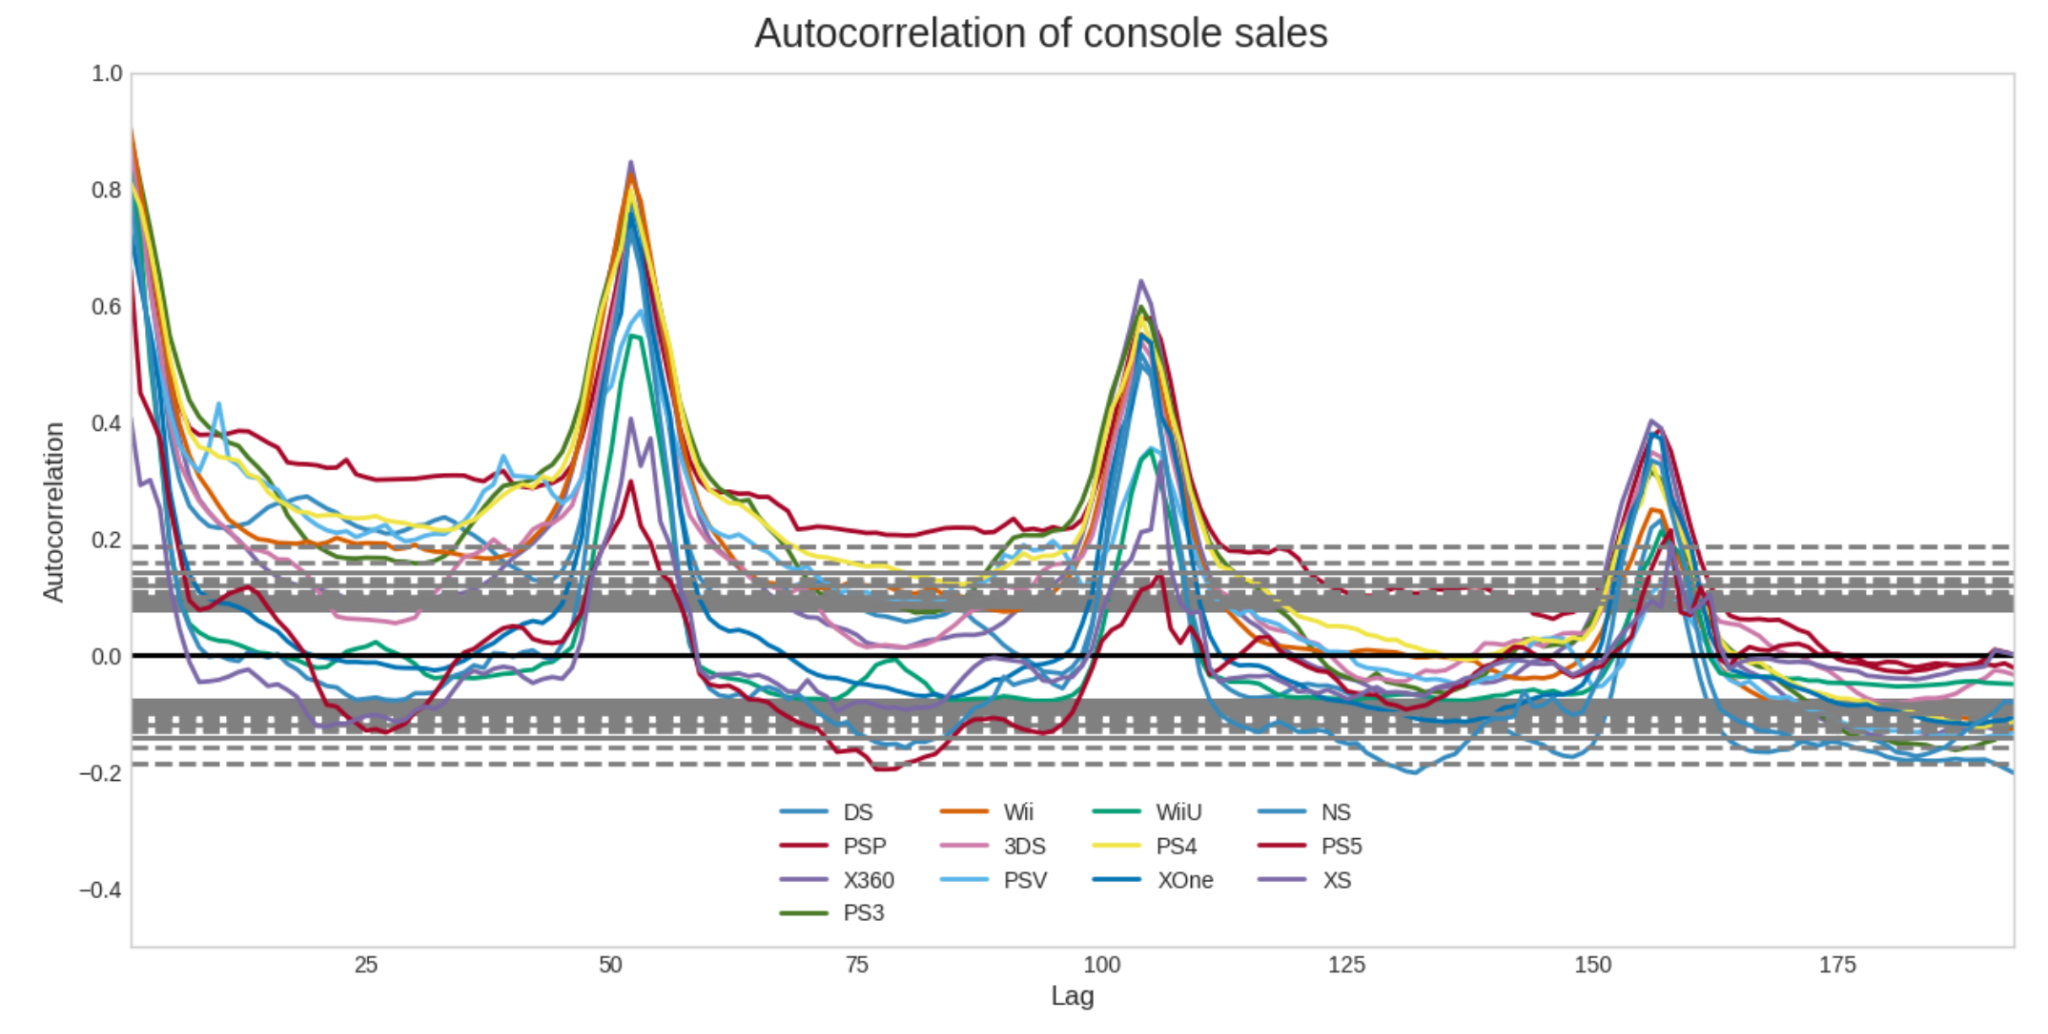 Autocorrelation of console sales
1.0
0.8
0.6
0.4
0.2
0.0
−0.2
−0.4
Autocorrelation
25 50 75 100 125 150 175
Lag
DS Wii WiiU NS
PSP 3DS PS4 PS5
X360 PSV XOne XS
PS3